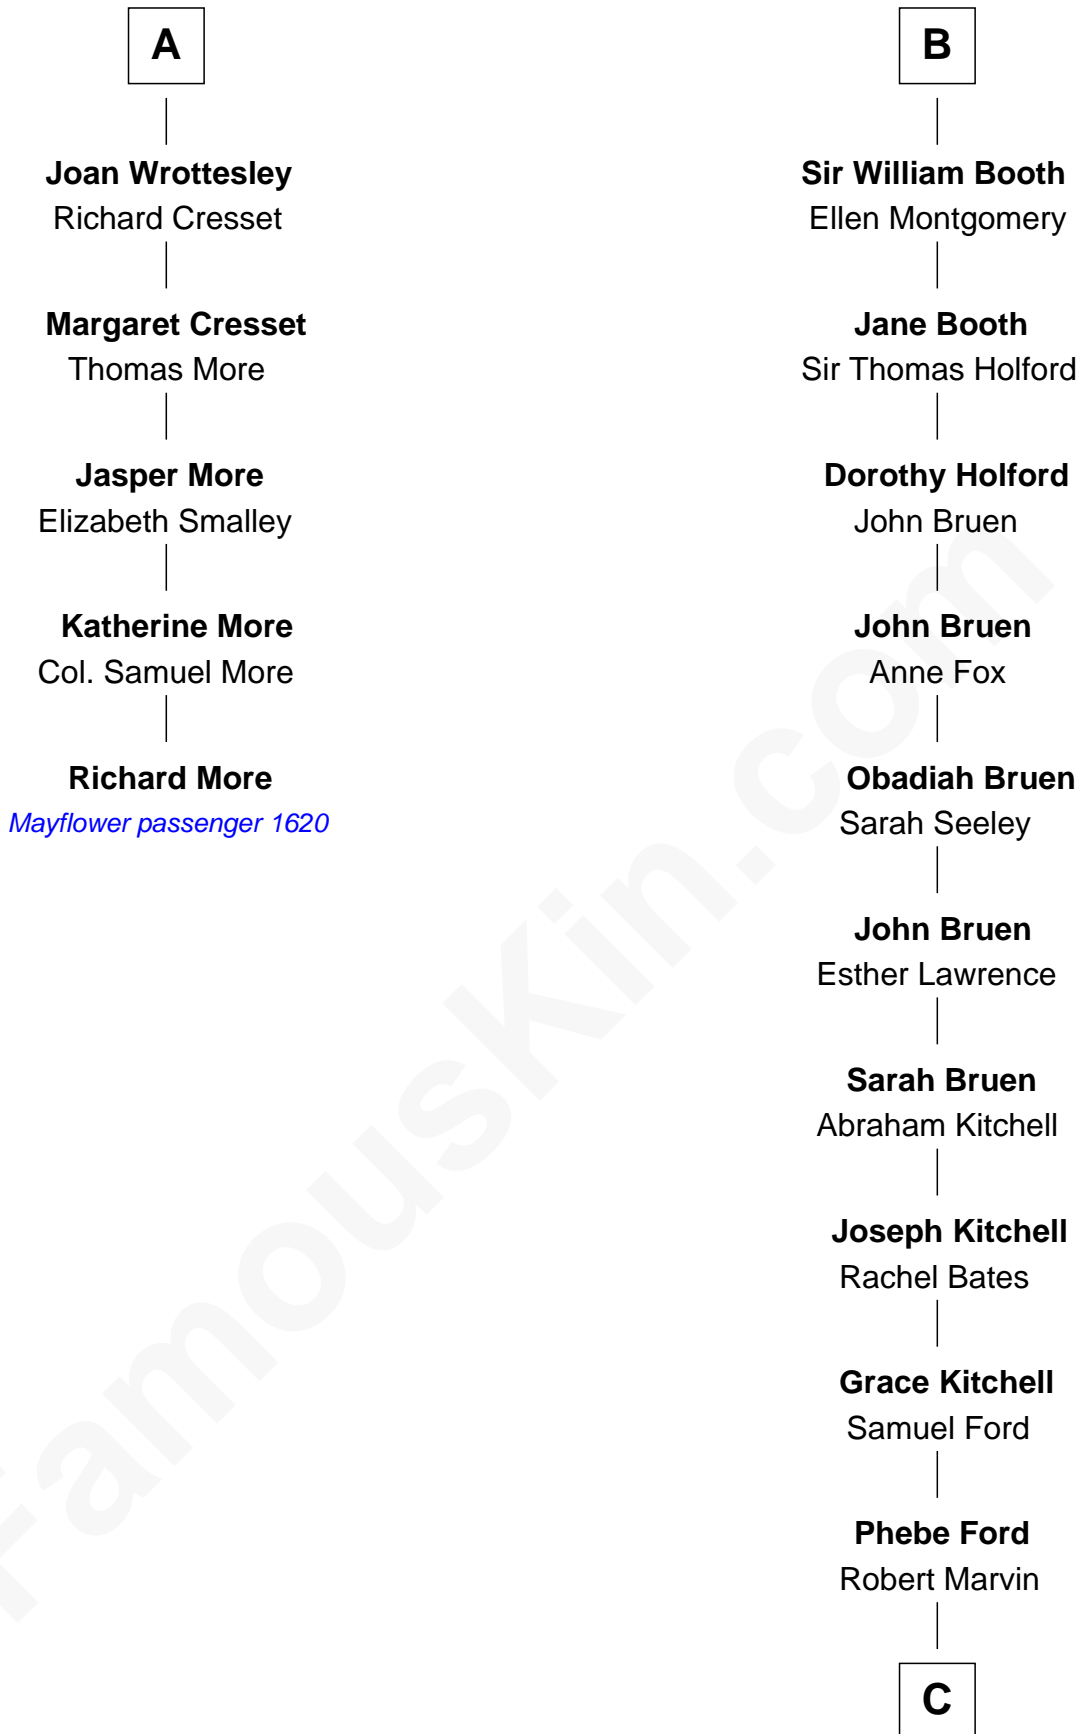 A
Joan Wrottesley
Richard Cresset
Margaret Cresset
Thomas More
Jasper More
Elizabeth Smalley
Katherine More
Col. Samuel More
Richard More
Mayflower passenger 1620
B
Sir William Booth
Ellen Montgomery
Jane Booth
Sir Thomas Holford
Dorothy Holford
John Bruen
John Bruen
Anne Fox
Obadiah Bruen
Sarah Seeley
John Bruen
Esther Lawrence
Sarah Bruen
Abraham Kitchell
Joseph Kitchell
Rachel Bates
Grace Kitchell
Samuel Ford
Phebe Ford
Robert Marvin
C
FamousKin.com